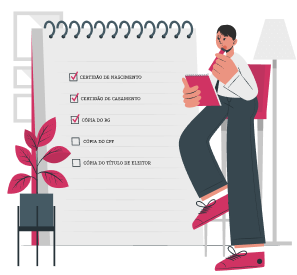 CERTIDÃO DE NASCIMENTO
CERTIDÃO DE CASAMENTO
CÓPIA DO RG
CÓPIA DO CPF
CÓPIA DO TÍTULO DE ELEITOR